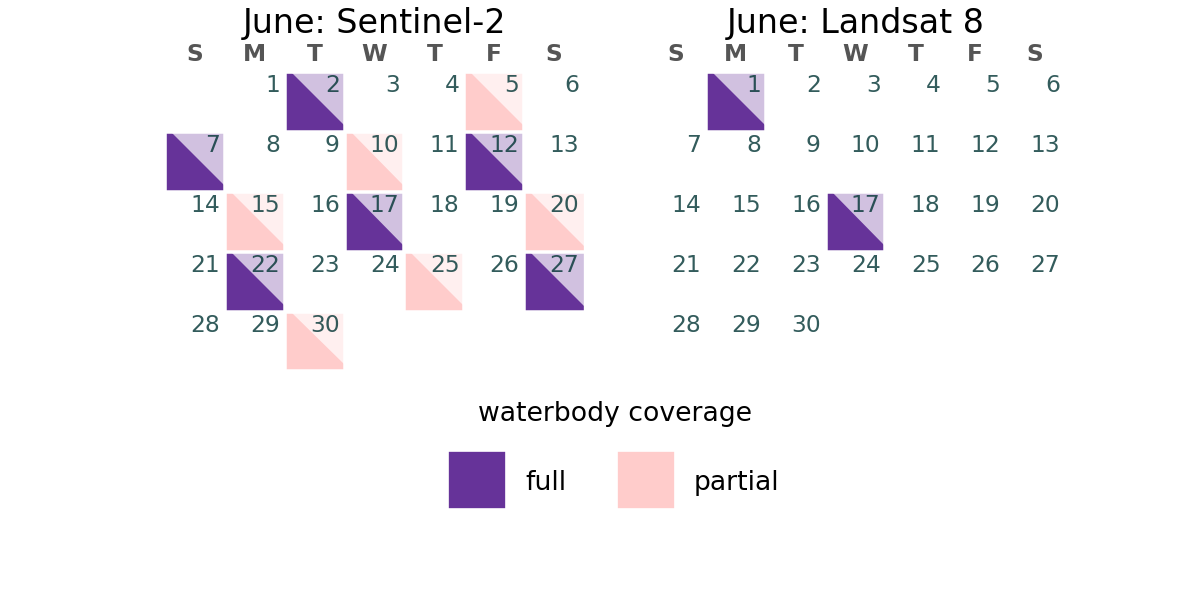 June: Sentinel-2
S M T W T F S
1 2 3 4 5 6
7 8 9 10 11 12 13
14 15 16 17 18 19 20
21 22 23 24 25 26 27
28 29 30
June: Landsat 8
S M T W T F S
1 2 3 4 5 6
7 8 9 10 11 12 13
14 15 16 17 18 19 20
21 22 23 24 25 26 27
28 29 30
waterbody coverage
full
partial